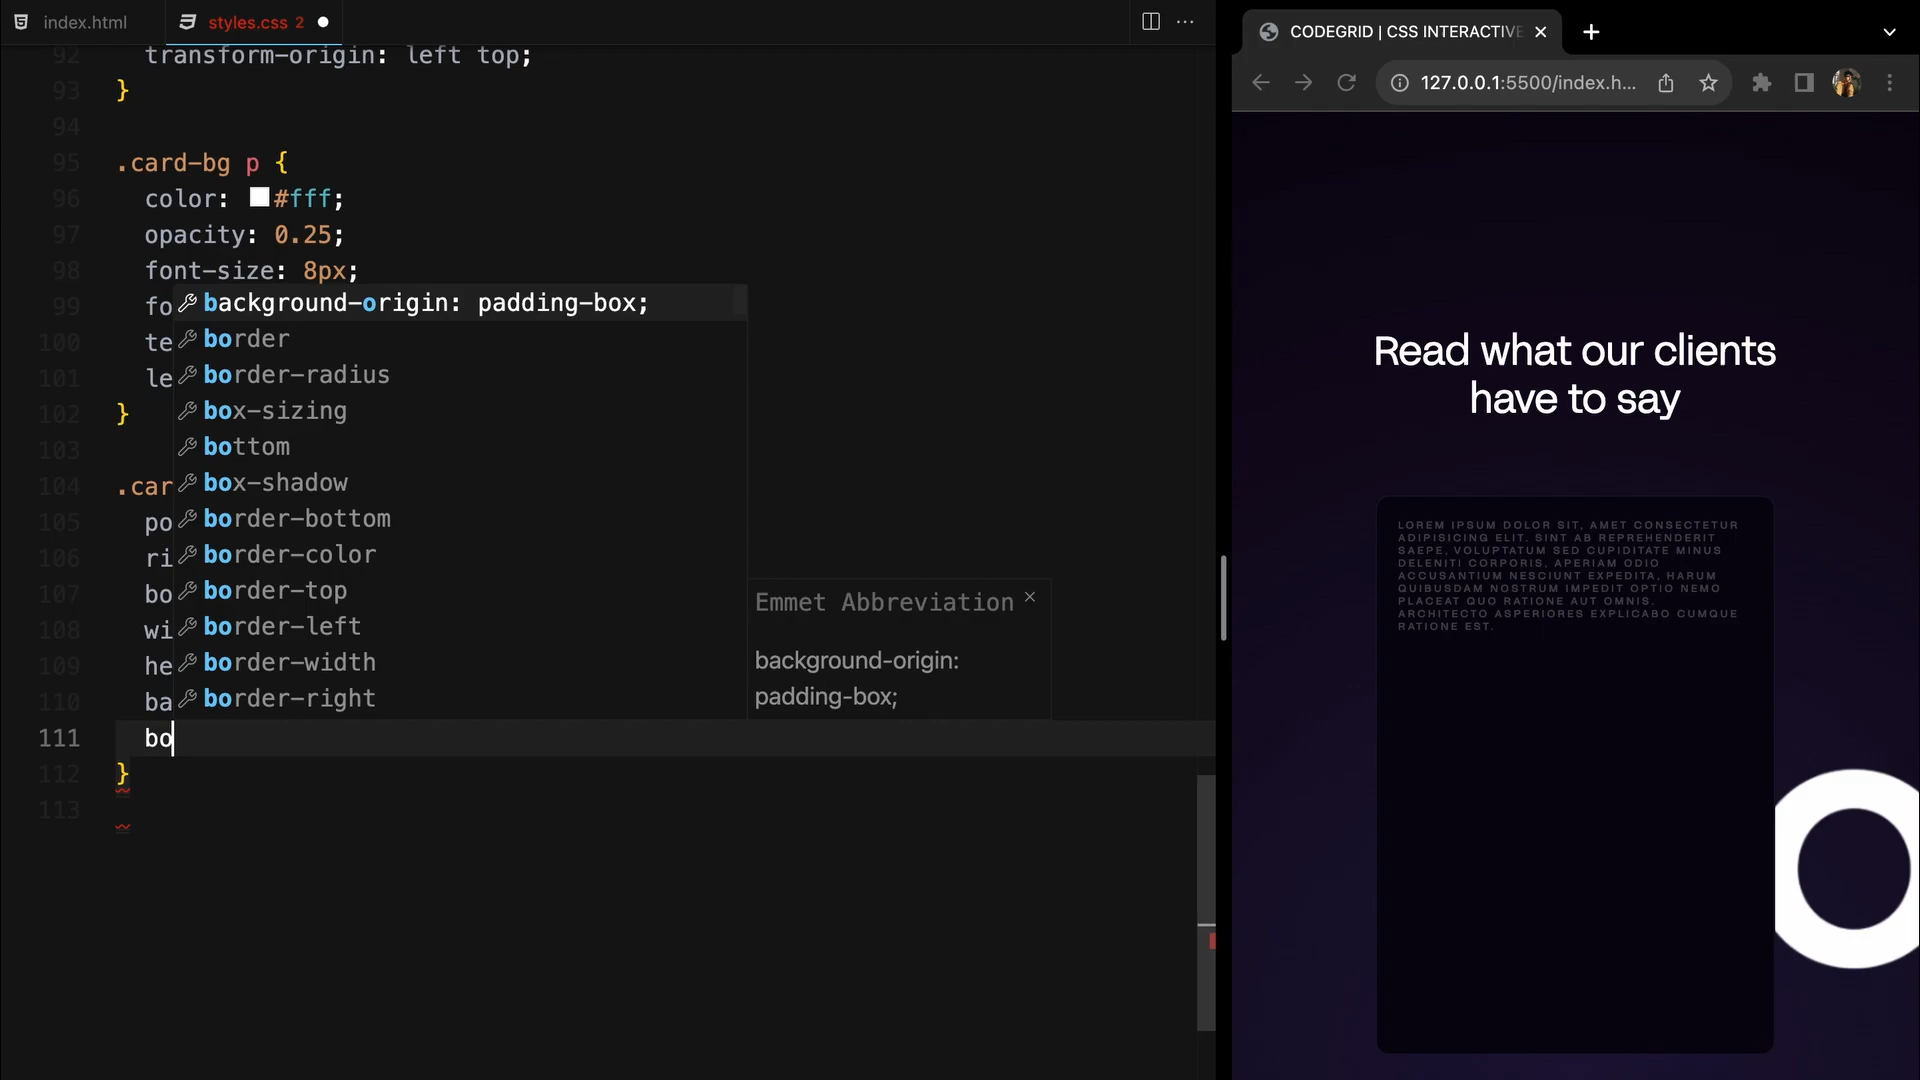 index.html
styles.css 2
92 transform-origin: left top;
93 }
94
95 .card-bg p {
96 color: #fff;
97 opacity: 0.25;
98 font-size: 8px;
99 fo
100 te
101 le
102 }
103
104 .car
105 po
106 ri
107 bo
108 wi
109 he
110 ba
111 bo
112 }
113
background-origin: padding-box;
border
border-radius
box-sizing
bottom
box-shadow
border-bottom
border-color
border-top
border-left
border-width
border-right
Emmet Abbreviation
background-origin:
padding-box;
CODEGRID | CSS INTERACTIVE
127.0.0.1:5500/index.h...
Read what our clients
have to say
LOREM IPSUM DOLOR SIT, AMET CONSECTETUR
ADIPISICING ELIT. SINT AB REPREHENDERIT
SAEPE, VOLUPTATUM SED CUPIDITATE MINUS
DELENITI CORPORIS, APERIAM ODIO
ACCUSANTIUM NESCIUNT EXPEDITA, HARUM
QUIBUSDAM NOSTRUM IMPEDIT OPTIO NEMO
PLACEAT QUO RATIONE AUT OMNIS.
ARCHITECTO ASPERIORES EXPLICABO CUMQUE
RATIONE EST.